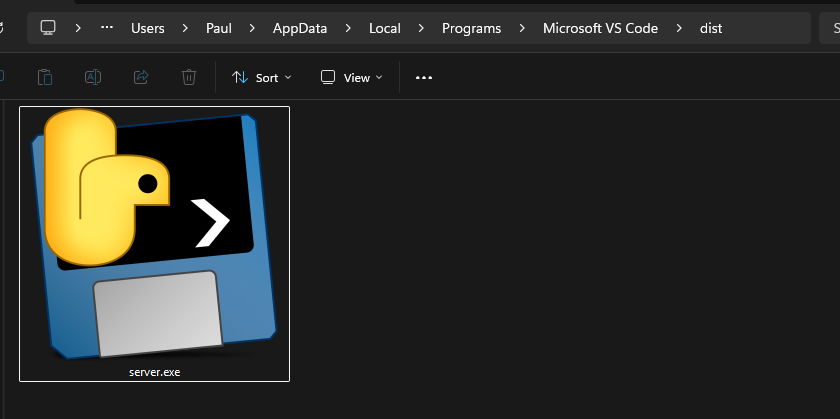 Users > Paul > AppData > Local > Programs > Microsoft VS Code > dist
Sort View
server.exe